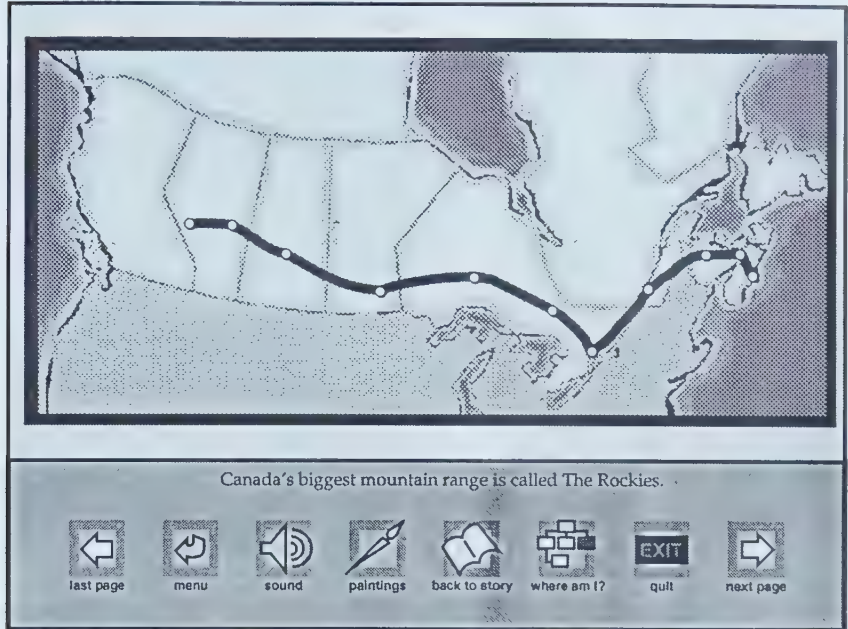 Canada's biggest mountain range is called The Rockies.
EXIT
last page menu sound paintings back to story where am I? quit next page